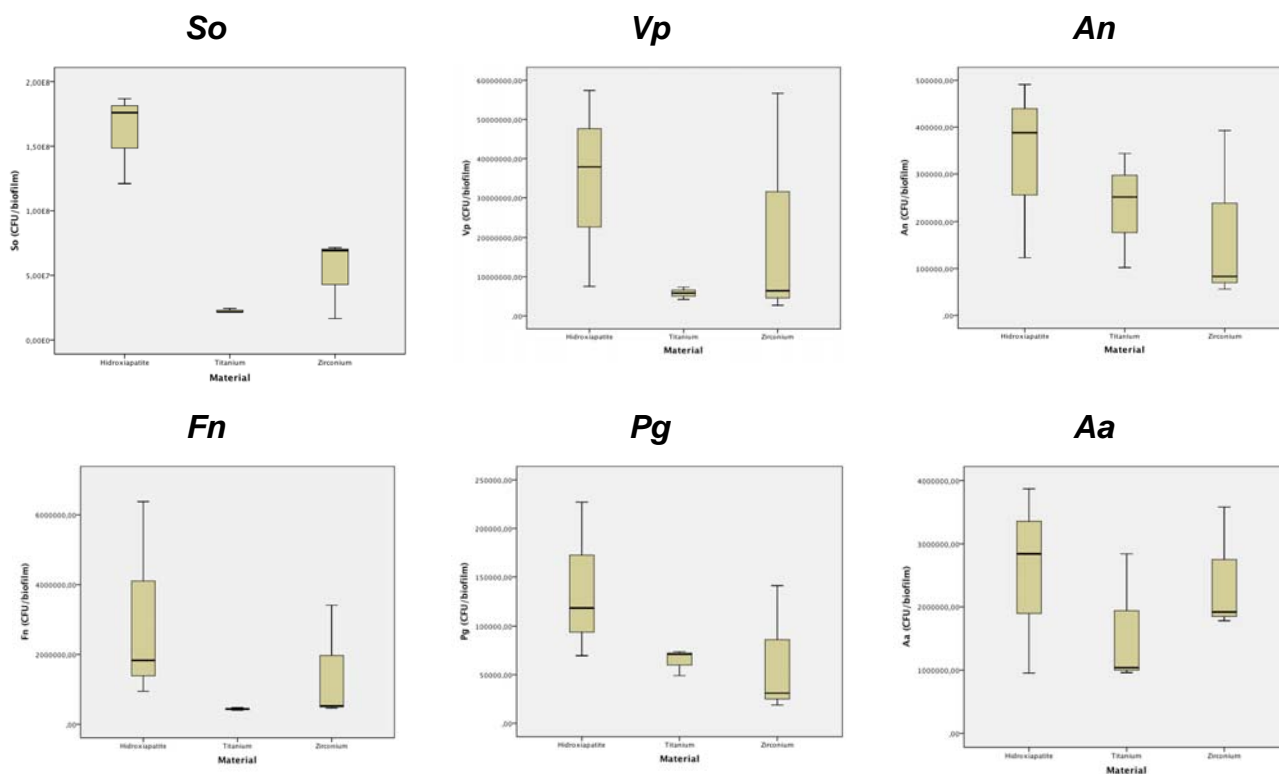 So
Vp
An
So (CFU/biofilm)
2,00E8
1,50E8
1,00E8
5,00E7
0,00E0
Hidroxiapatite Titanium Zirconium
Material
Vp (CFU/biofilm)
60000000,00
50000000,00
40000000,00
30000000,00
20000000,00
10000000,00
,00
Hidroxiapatite Titanium Zirconium
Material
An (CFU/biofilm)
500000,00
400000,00
300000,00
200000,00
100000,00
,00
Hidroxiapatite Titanium Zirconium
Material
Fn
Pg
Aa
Fn (CFU/biofilm)
6000000,00
4000000,00
2000000,00
,00
Hidroxiapatite Titanium Zirconium
Material
Pg (CFU/biofilm)
250000,00
200000,00
150000,00
100000,00
50000,00
,00
Hidroxiapatite Titanium Zirconium
Material
Aa (CFU/biofilm)
4000000,00
3000000,00
2000000,00
1000000,00
,00
Hidroxiapatite Titanium Zirconium
Material